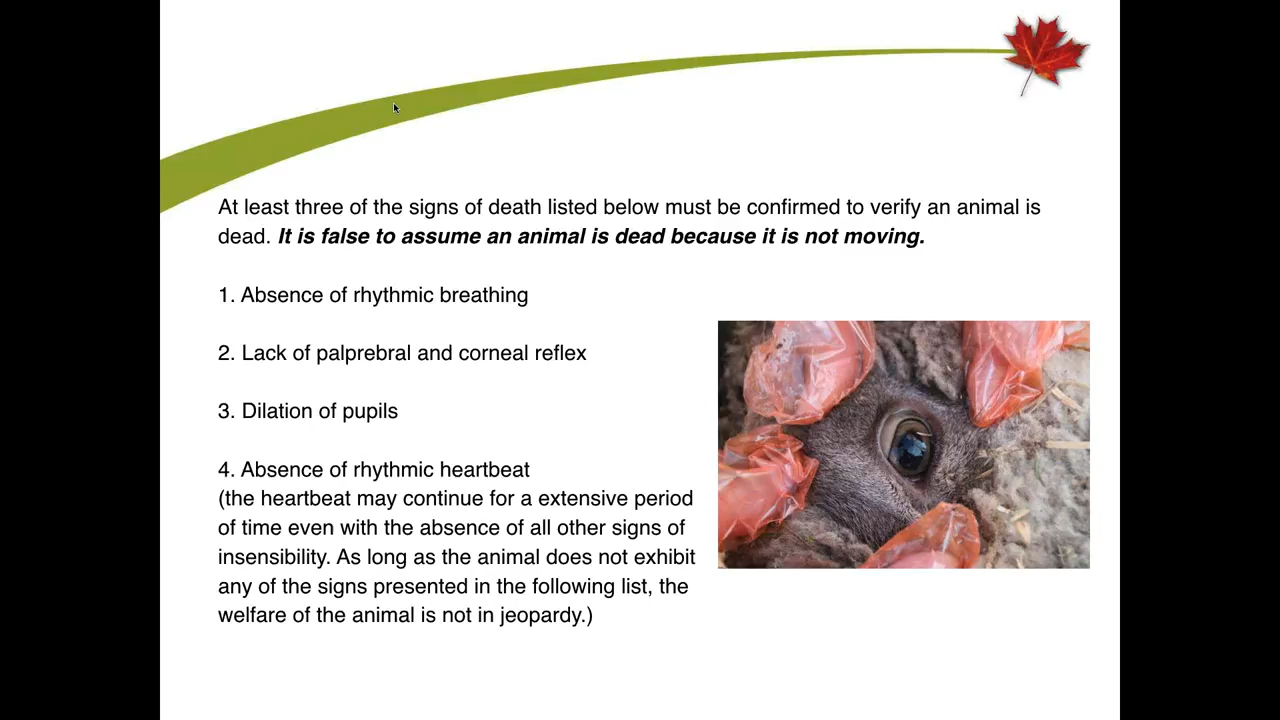 At least three of the signs of death listed below must be confirmed to verify an animal is
dead. It is false to assume an animal is dead because it is not moving.
1. Absence of rhythmic breathing
2. Lack of palprebral and corneal reflex
3. Dilation of pupils
4. Absence of rhythmic heartbeat
(the heartbeat may continue for a extensive period
of time even with the absence of all other signs of
insensibility. As long as the animal does not exhibit
any of the signs presented in the following list, the
welfare of the animal is not in jeopardy.)